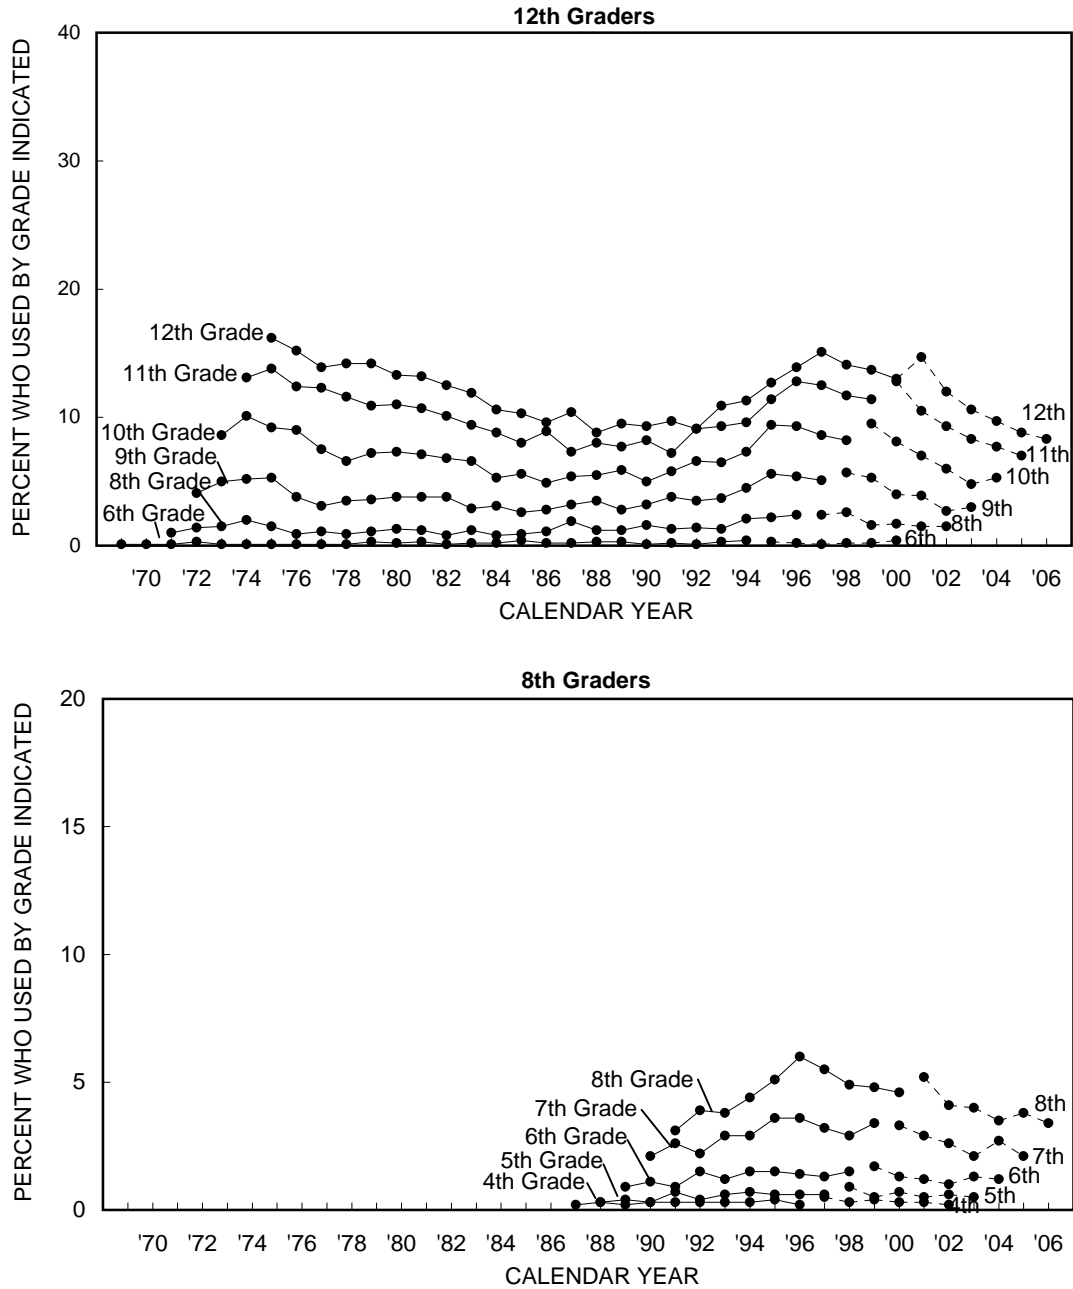 12th Graders
PERCENT WHO USED BY GRADE INDICATED
40
30
20
10
0
12th Grade
11th Grade
10th Grade
9th Grade
8th Grade
6th Grade
12th
11th
10th
9th
8th
6th
'70 '72 '74 '76 '78 '80 '82 '84 '86 '88 '90 '92 '94 '96 '98 '00 '02 '04 '06
CALENDAR YEAR
8th Graders
PERCENT WHO USED BY GRADE INDICATED
20
15
10
5
0
8th Grade
7th Grade
6th Grade
5th Grade
4th Grade
8th
7th
6th
5th
4th
'70 '72 '74 '76 '78 '80 '82 '84 '86 '88 '90 '92 '94 '96 '98 '00 '02 '04 '06
CALENDAR YEAR